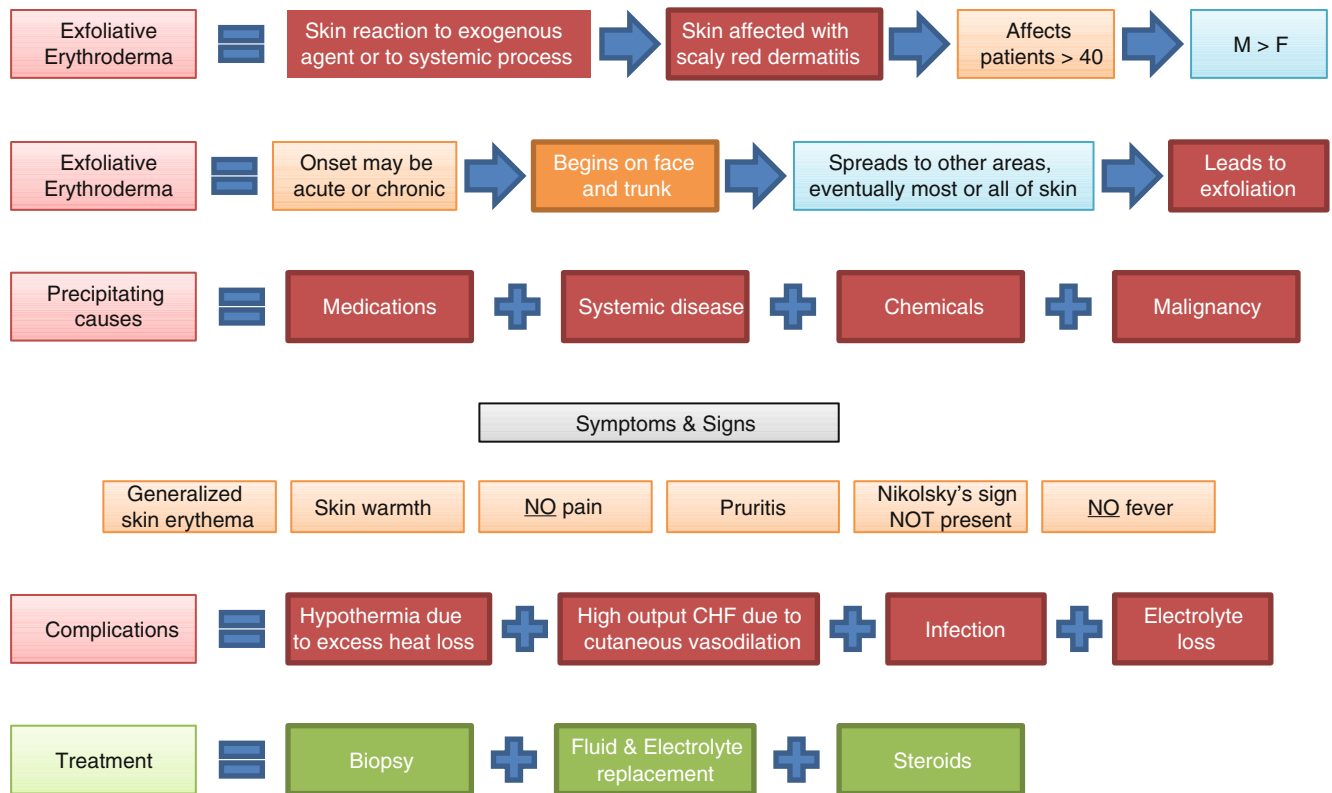 Exfoliative
Erythroderma
Skin reaction to exogenous
agent or to systemic process
Skin affected with
scaly red dermatitis
Affects
patients > 40
M > F
Exfoliative
Erythroderma
Onset may be
acute or chronic
Begins on face
and trunk
Spreads to other areas,
eventually most or all of skin
Leads to
exfoliation
Precipitating
causes
Medications
Systemic disease
Chemicals
Malignancy
Symptoms & Signs
Generalized
skin erythema
Skin warmth
NO pain
Pruritis
Nikolsky's sign
NOT present
NO fever
Complications
Hypothermia due
to excess heat loss
High output CHF due to
cutaneous vasodilation
Infection
Electrolyte
loss
Treatment
Biopsy
Fluid & Electrolyte
replacement
Steroids